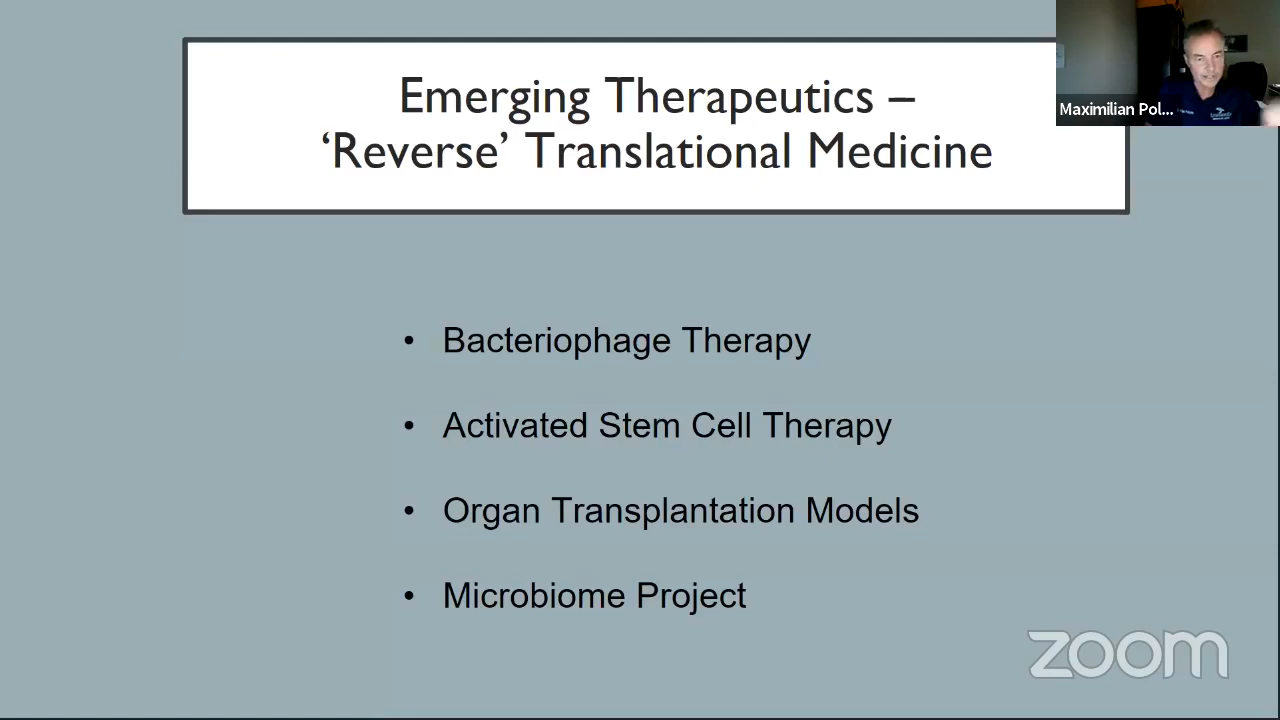 Emerging Therapeutics –
‘Reverse’ Translational Medicine
Maximilian Pol...
• Bacteriophage Therapy
• Activated Stem Cell Therapy
• Organ Transplantation Models
• Microbiome Project
zoom